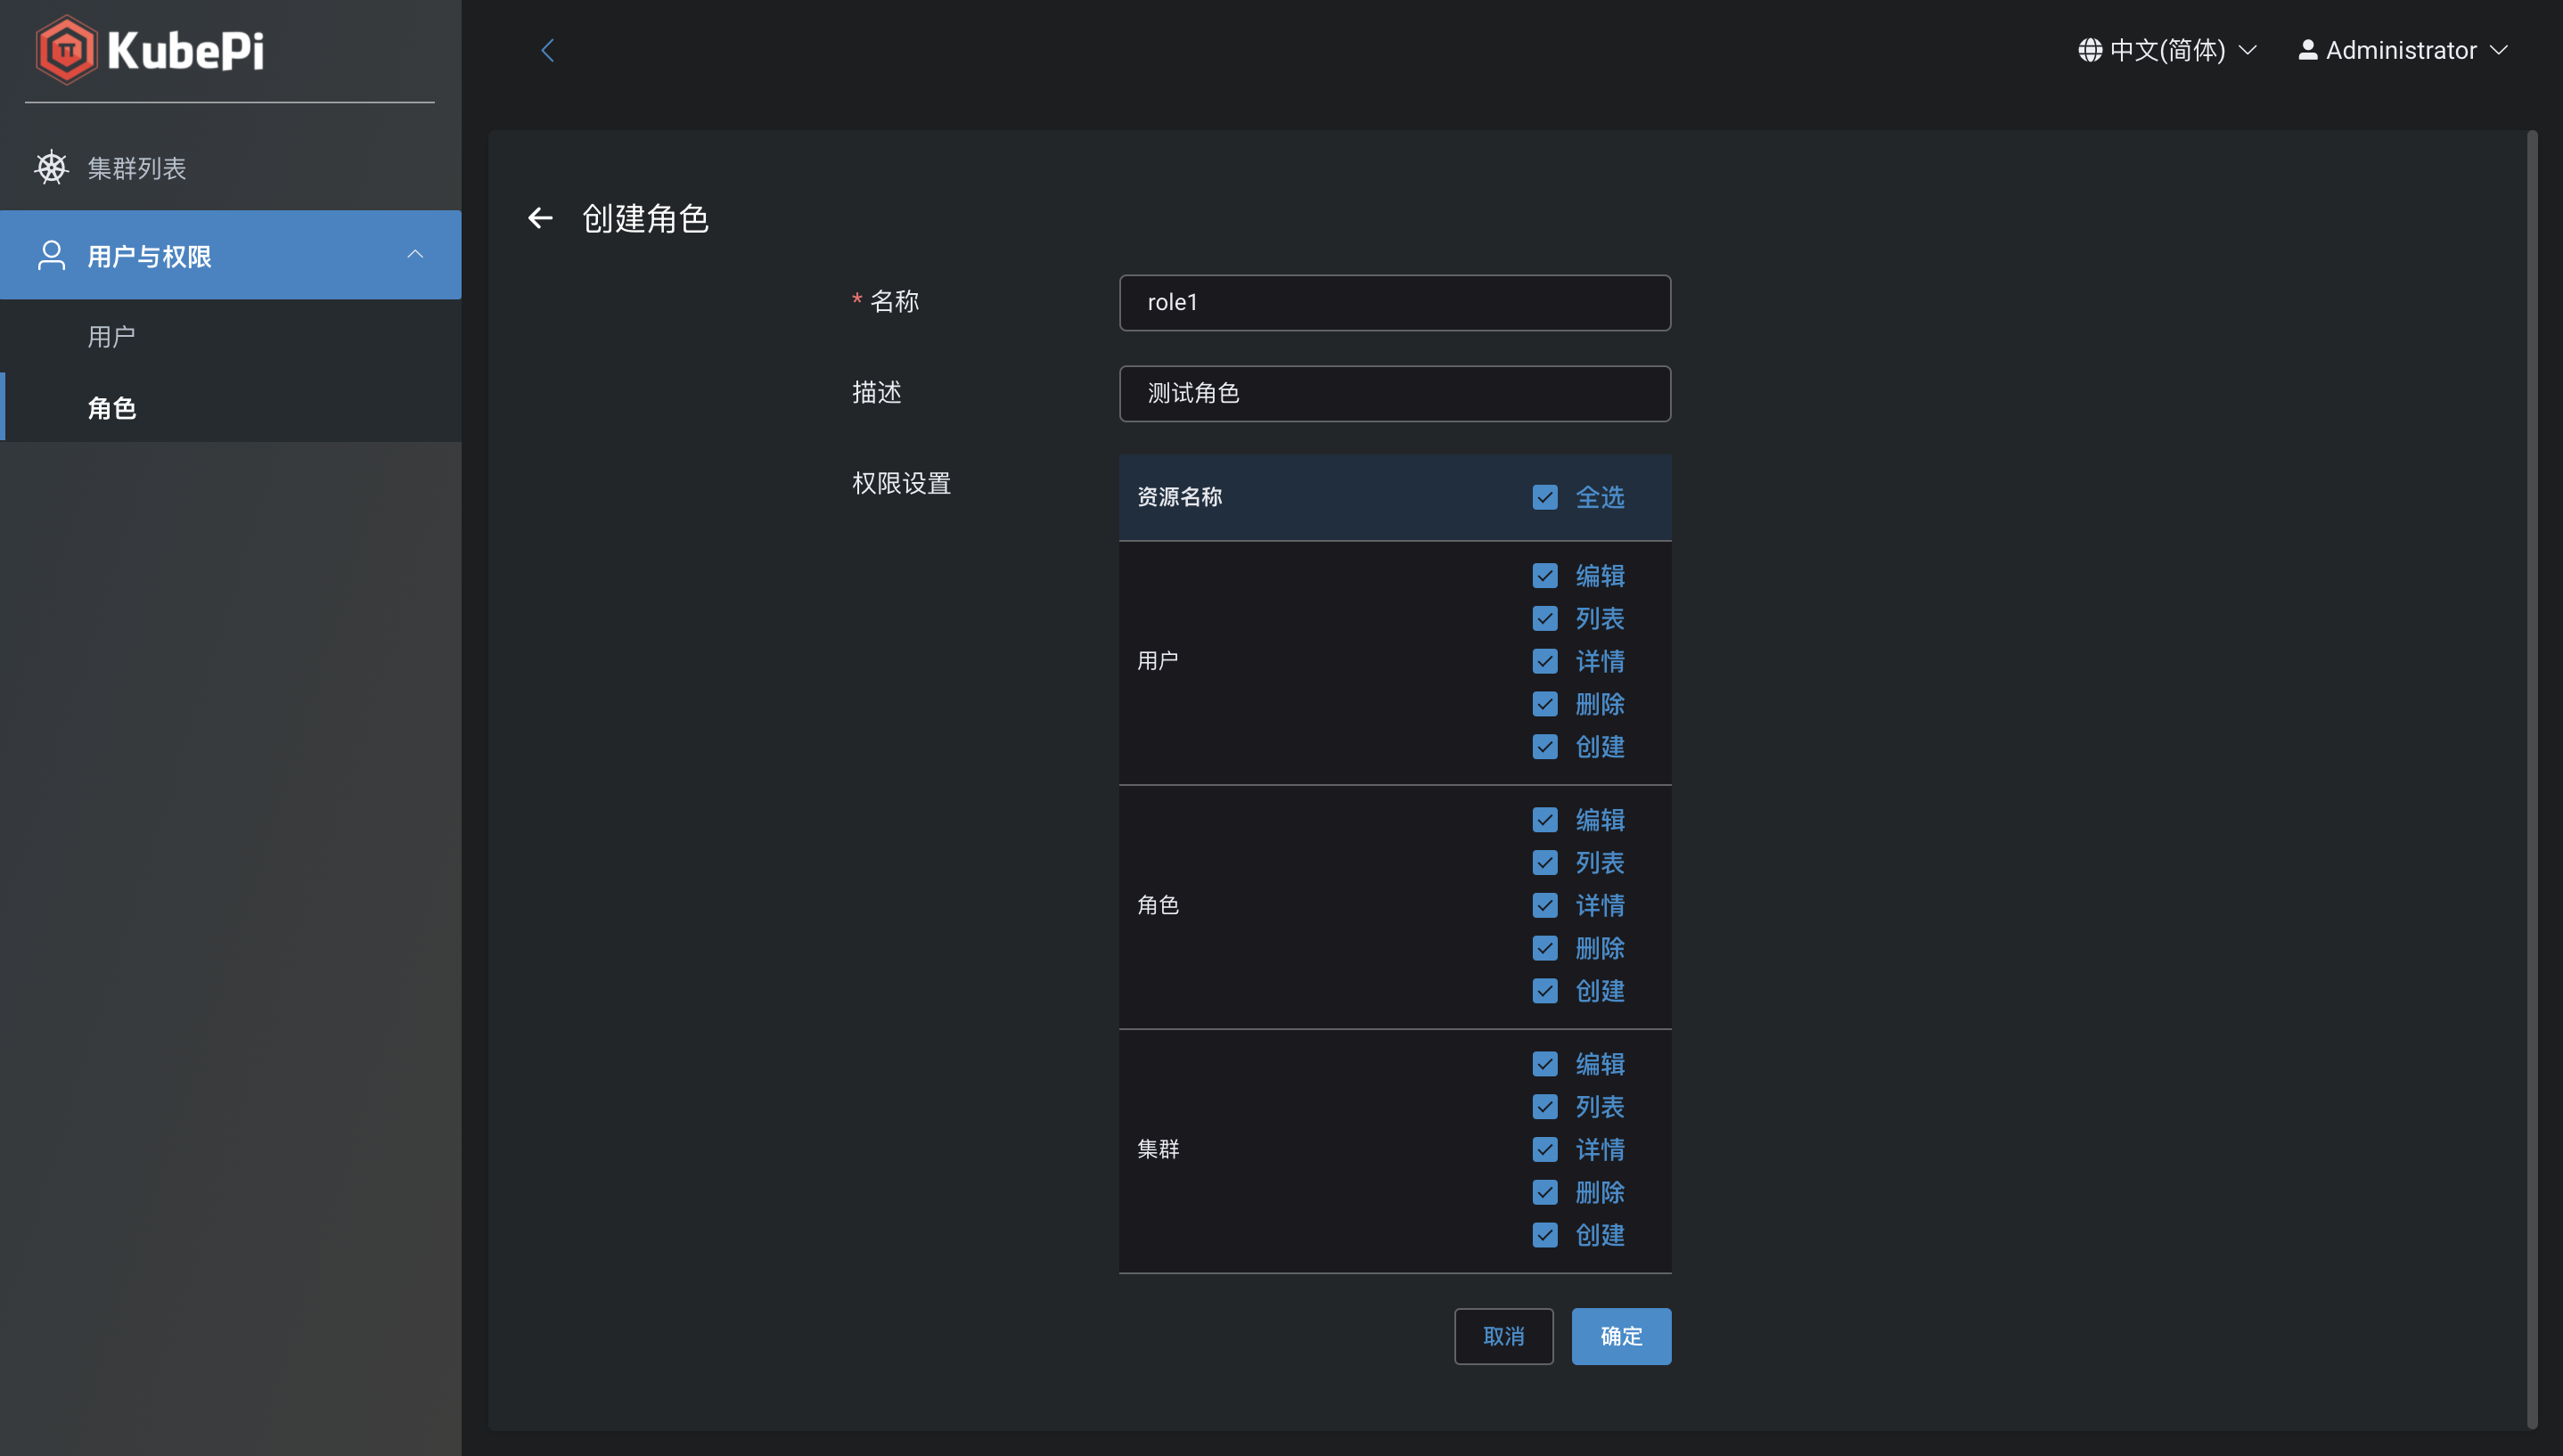 KubePi
中文(简体)
Administrator
集群列表
用户与权限
用户
角色
创建角色
* 名称
role1
描述
测试角色
权限设置
资源名称
全选
用户
编辑
列表
详情
删除
创建
角色
编辑
列表
详情
删除
创建
集群
编辑
列表
详情
删除
创建
取消
确定